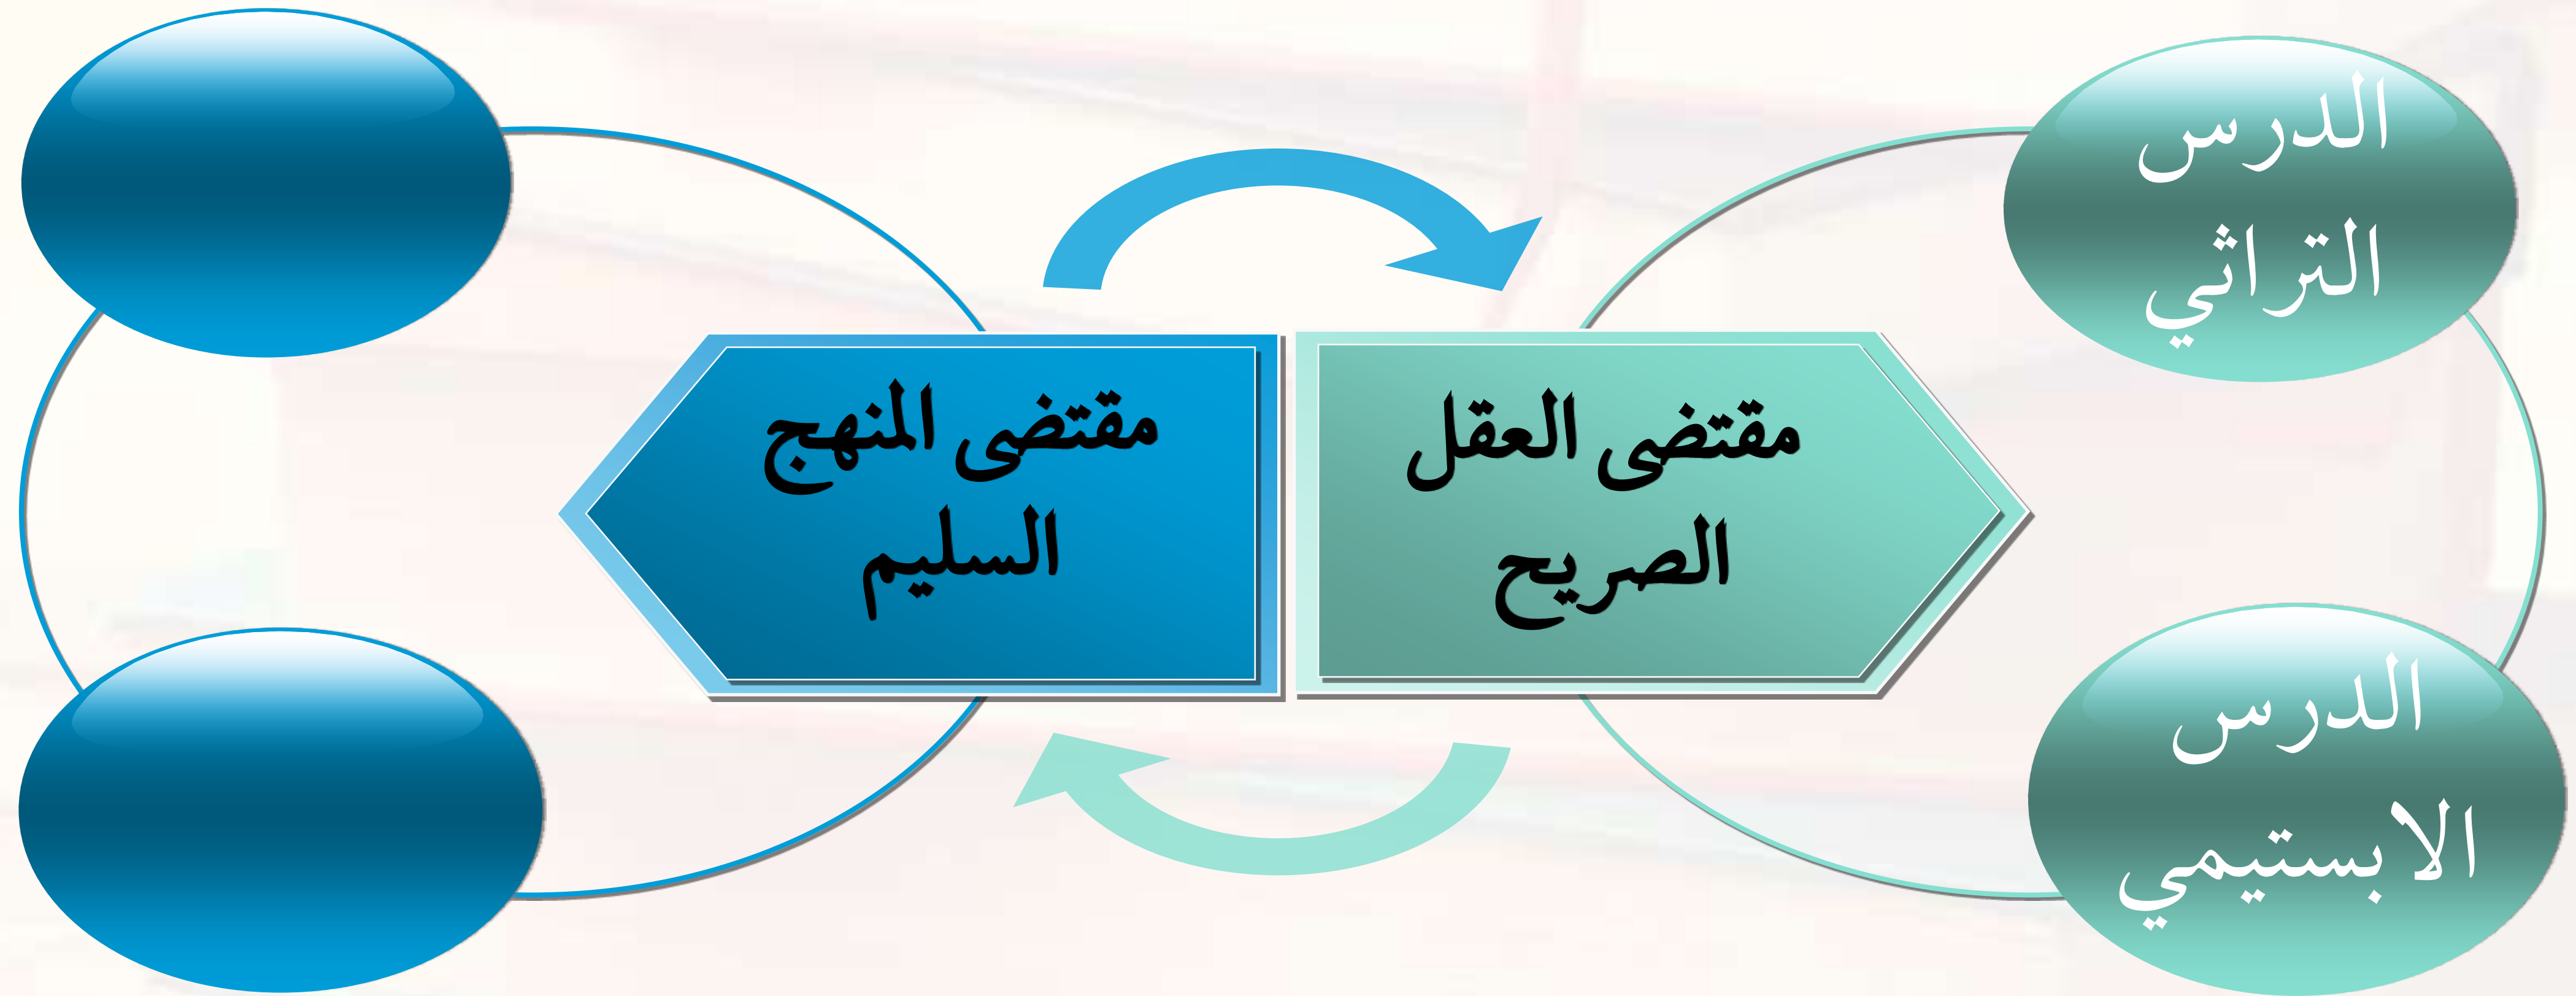 الدرس
التراثي
مقتضى العقل
الصريح
مقتضى المنهج
السليم
الدرس
الابستيمي